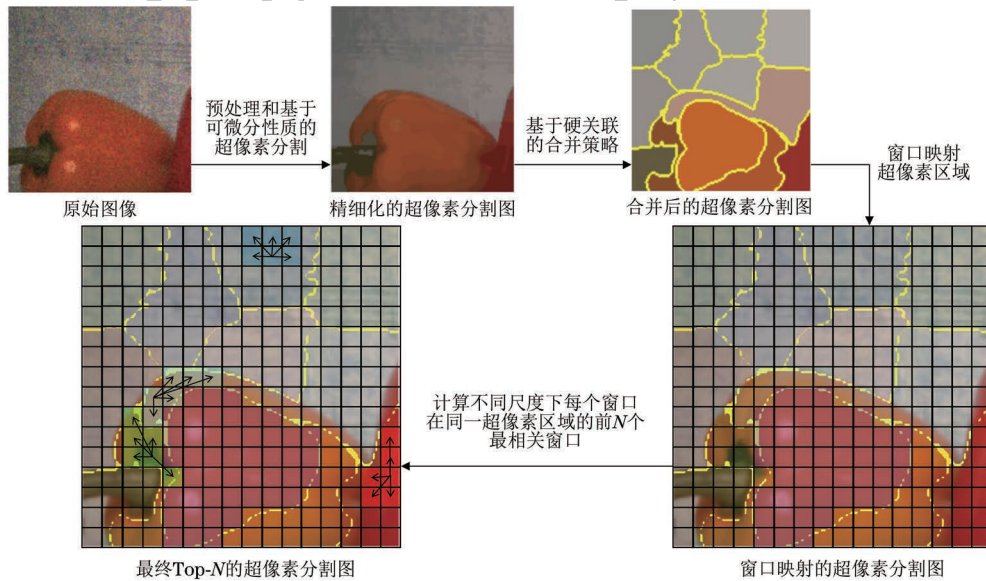 预处理和基于
可微分性质的
超像素分割
基于硬关联
的合并策略
窗口映射
超像素区域
原始图像
精细化的超像素分割图
合并后的超像素分割图
计算不同尺度下每个窗口
在同一超像素区域的前N个
最相关窗口
最终Top-N的超像素分割图
窗口映射的超像素分割图